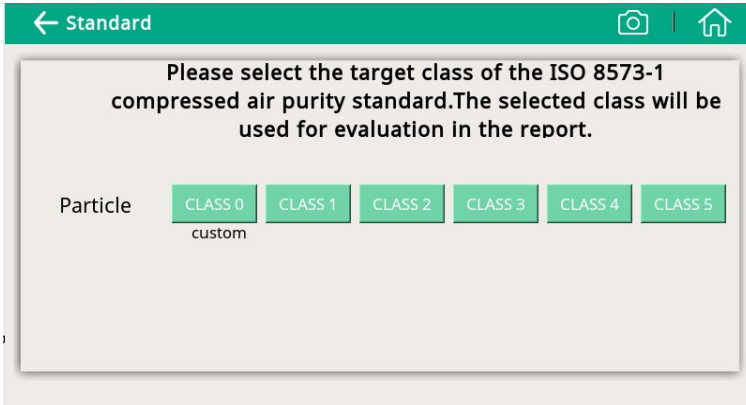 Standard
Please select the target class of the ISO 8573-1
compressed air purity standard.The selected class will be
used for evaluation in the report.
Particle CLASS 0 CLASS 1 CLASS 2 CLASS 3 CLASS 4 CLASS 5
custom